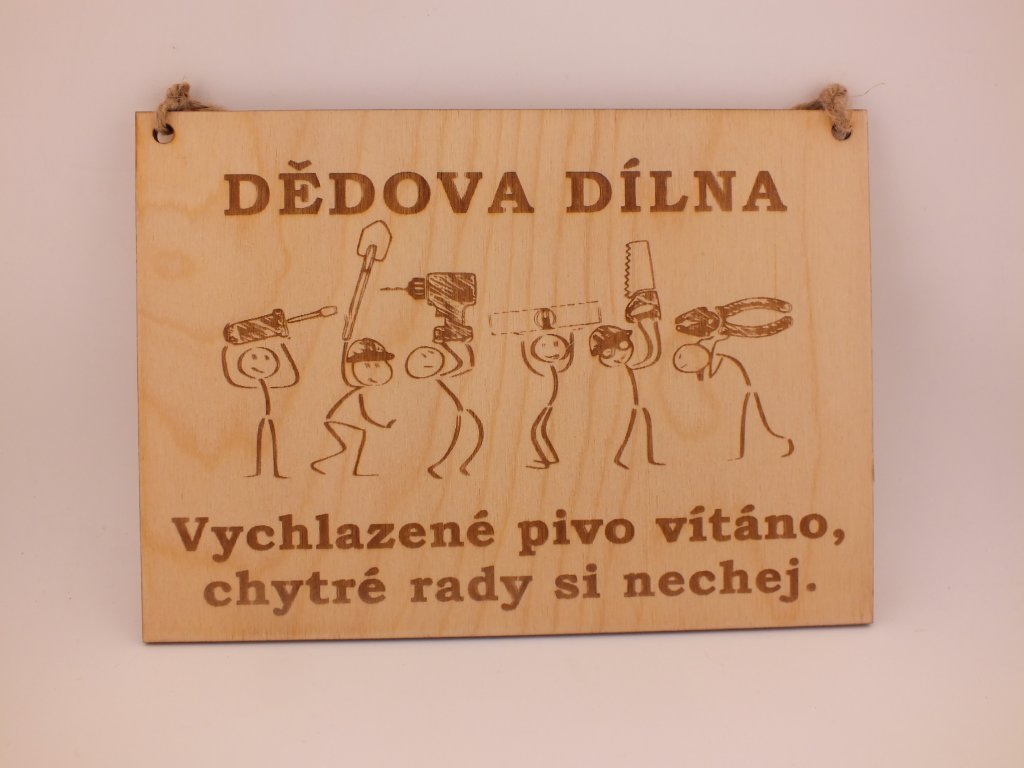 DĚDOVA DÍLNA
Vychlazené pivo vítáno,
chytré rady si nechej.